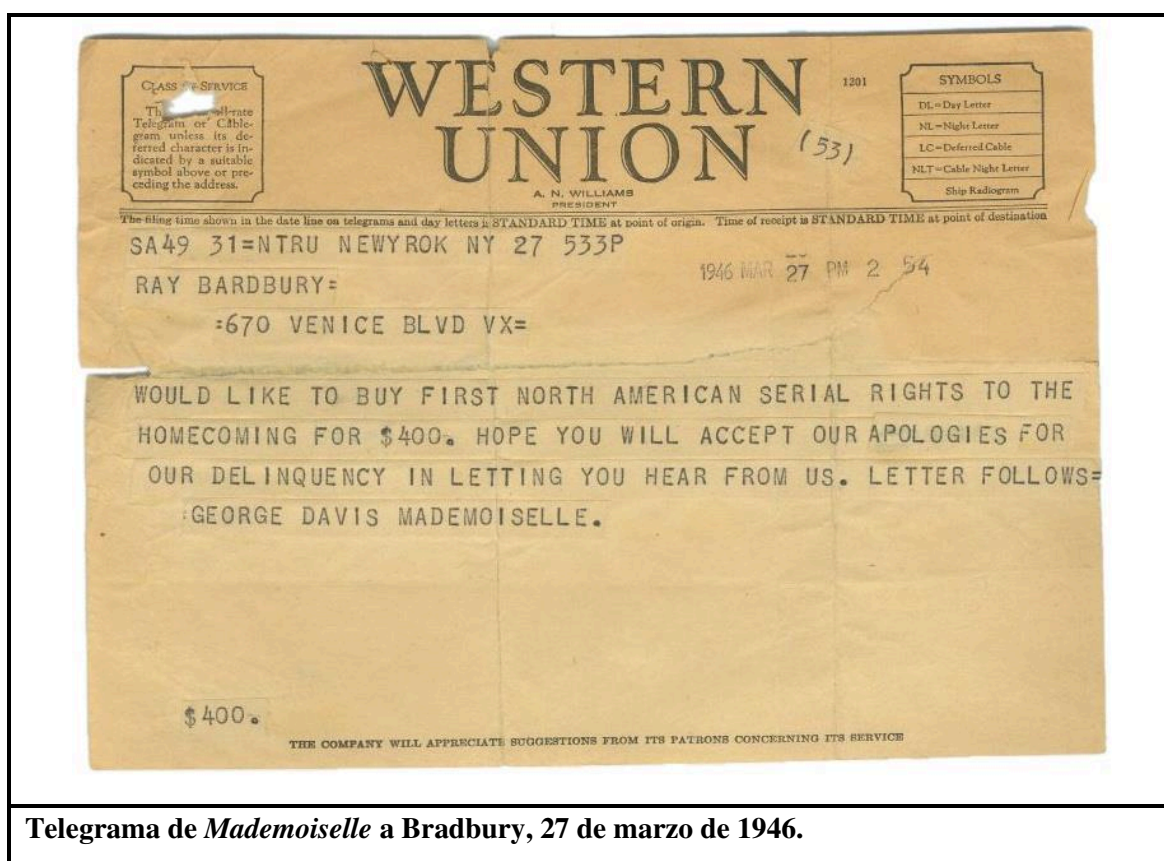 CLASS OF SERVICE
Telegram or Cable-
gram unless its de-
ferred character is in-
dicated by a suitable
symbol above or pre-
ceding the address.
WESTERN
UNION
1201
(53)
A. N. WILLIAMS
PRESIDENT
SYMBOLS
DL=Day Letter
NL=Night Letter
LC=Deferred Cable
NLT=Cable Night Letter
Ship Radiogram
The filing time shown in the date line on telegrams and day letters is STANDARD TIME at point of origin. Time of receipt is STANDARD TIME at point of destination
SA49 31=NTRU NEWYROK NY 27 533P
1946 MAR 27 PM 2 54
RAY BARDBURY=
:670 VENICE BLVD VX=
WOULD LIKE TO BUY FIRST NORTH AMERICAN SERIAL RIGHTS TO THE
HOMECOMING FOR $400. HOPE YOU WILL ACCEPT OUR APOLOGIES FOR
OUR DELINQUENCY IN LETTING YOU HEAR FROM US. LETTER FOLLOWS=
:GEORGE DAVIS MADEMOISELLE.
$400.
THE COMPANY WILL APPRECIATE SUGGESTIONS FROM ITS PATRONS CONCERNING ITS SERVICE
Telegrama de Mademoiselle a Bradbury, 27 de marzo de 1946.